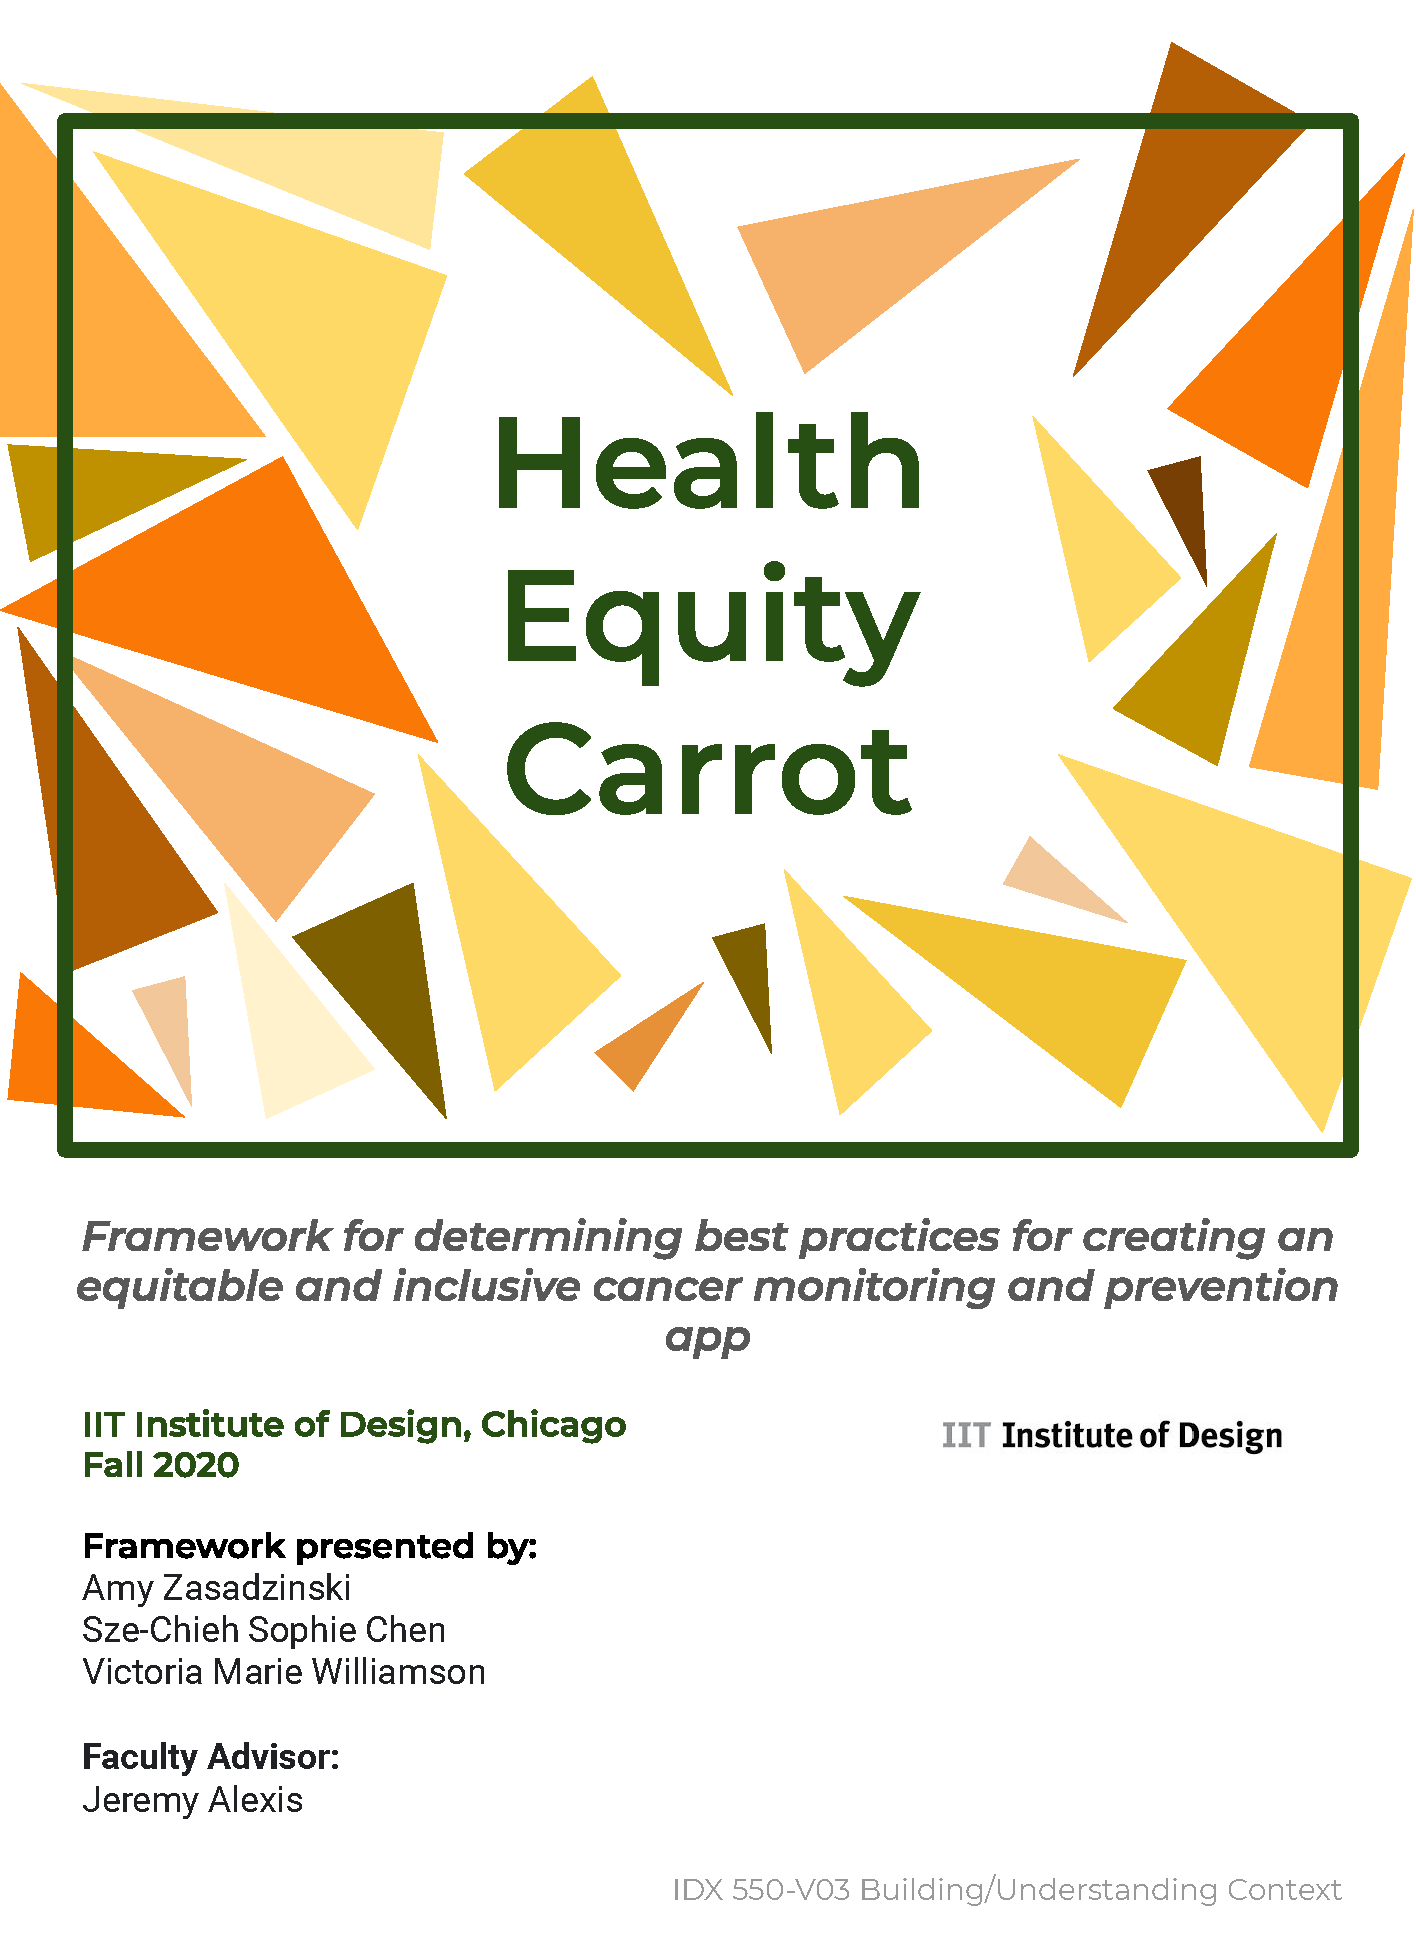 Health
Equity
Carrot
Framework for determining best practices for creating an
equitable and inclusive cancer monitoring and prevention
app
IIT Institute of Design, Chicago
Fall 2020
IIT Institute of Design
Framework presented by:
Amy Zasadzinski
Sze-Chieh Sophie Chen
Victoria Marie Williamson
Faculty Advisor:
Jeremy Alexis
IDX 550-V03 Building/Understanding Context